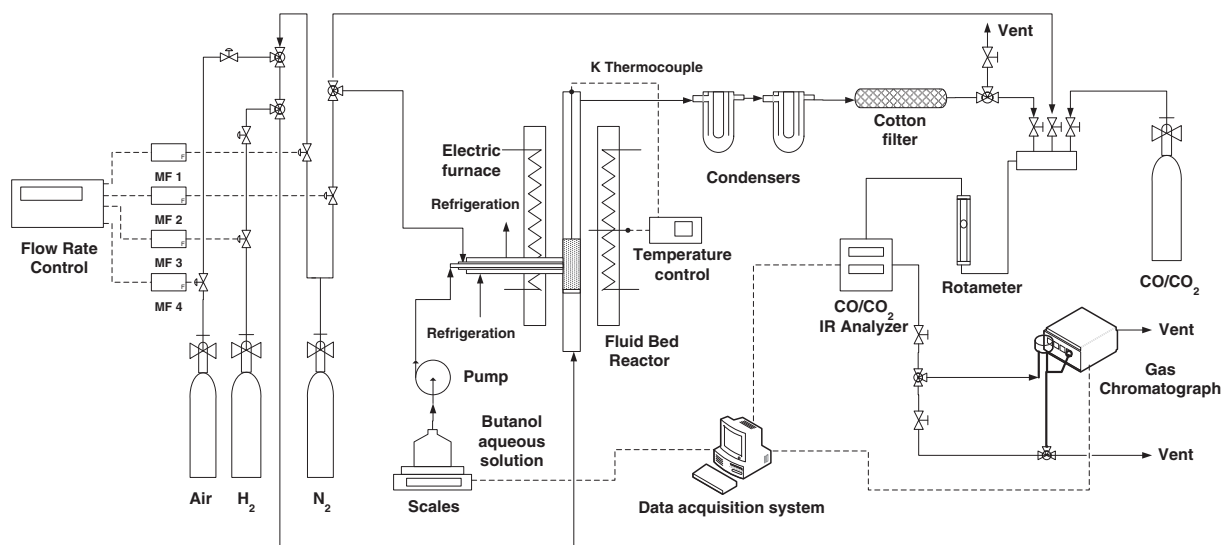 Vent
K Thermocouple
Cotton
filter
Electric
furnace
Condensers
F
MF 1
Refrigeration
F
MF 2
Flow Rate
Control
F
MF 3
Temperature
control
F
MF 4
Rotameter
CO/CO2
CO/CO2
IR Analyzer
Refrigeration
Fluid Bed
Reactor
Vent
Gas
Chromatograph
Pump
Butanol
aqueous
solution
Vent
Air
H2
N2
Scales
Data acquisition system